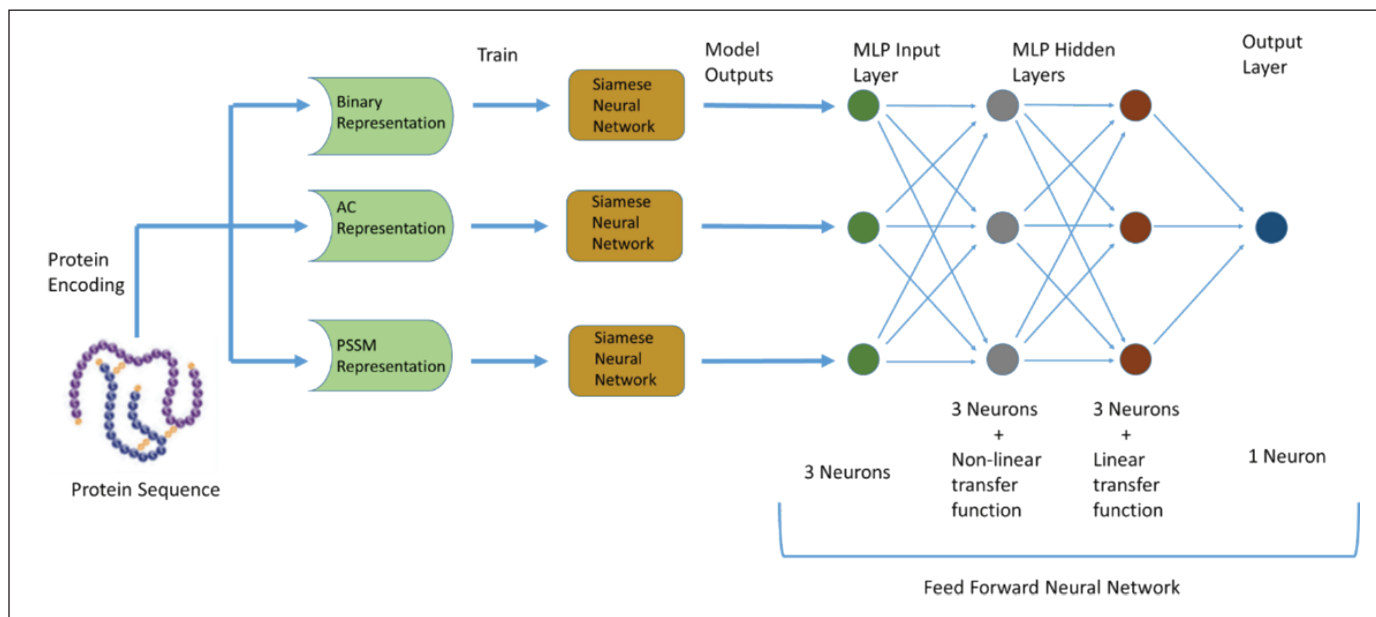 Train
Model
Outputs
MLP Input
Layer
MLP Hidden
Layers
Output
Layer
Binary
Representation
Siamese
Neural
Network
AC
Representation
Siamese
Neural
Network
Protein
Encoding
PSSM
Representation
Siamese
Neural
Network
Protein Sequence
3 Neurons
3 Neurons
+
Non-linear
transfer
function
3 Neurons
+
Linear
transfer
function
1 Neuron
Feed Forward Neural Network